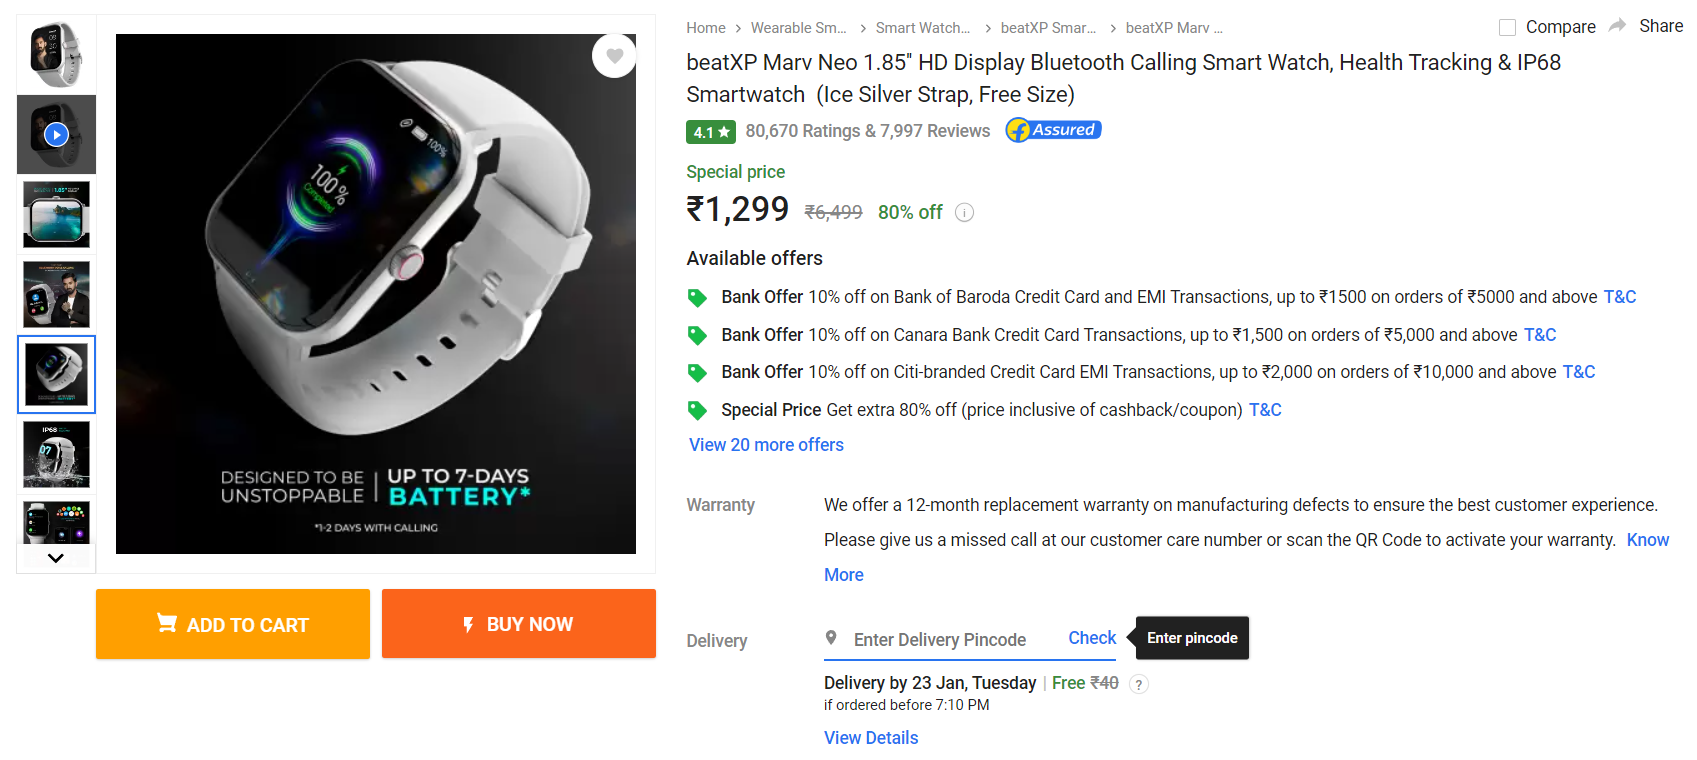 Home
Wearable Sm...
Smart Watch...
beatXP Smar...
beatXP Marv ...
Compare
Share
beatXP Marv Neo 1.85" HD Display Bluetooth Calling Smart Watch, Health Tracking & IP68
Smartwatch (Ice Silver Strap, Free Size)
4.1 ★ 80,670 Ratings & 7,997 Reviews f Assured
Special price
₹1,299 ₹6,499 80% off i
Available offers
Bank Offer 10% off on Bank of Baroda Credit Card and EMI Transactions, up to ₹1500 on orders of ₹5000 and above T&C
Bank Offer 10% off on Canara Bank Credit Card Transactions, up to ₹1,500 on orders of ₹5,000 and above T&C
Bank Offer 10% off on Citi-branded Credit Card EMI Transactions, up to ₹2,000 on orders of ₹10,000 and above T&C
Special Price Get extra 80% off (price inclusive of cashback/coupon) T&C
View 20 more offers
Warranty
We offer a 12-month replacement warranty on manufacturing defects to ensure the best customer experience.
Please give us a missed call at our customer care number or scan the QR Code to activate your warranty. Know
More
Delivery
Enter Delivery Pincode Check
Enter pincode
Delivery by 23 Jan, Tuesday | Free ₹40 ?
if ordered before 7:10 PM
View Details
100%
100%
Completed
DESIGNED TO BE
UNSTOPPABLE
UP TO 7-DAYS
BATTERY*
*1-2 DAYS WITH CALLING
1.85"
IP68
07
ADD TO CART
BUY NOW